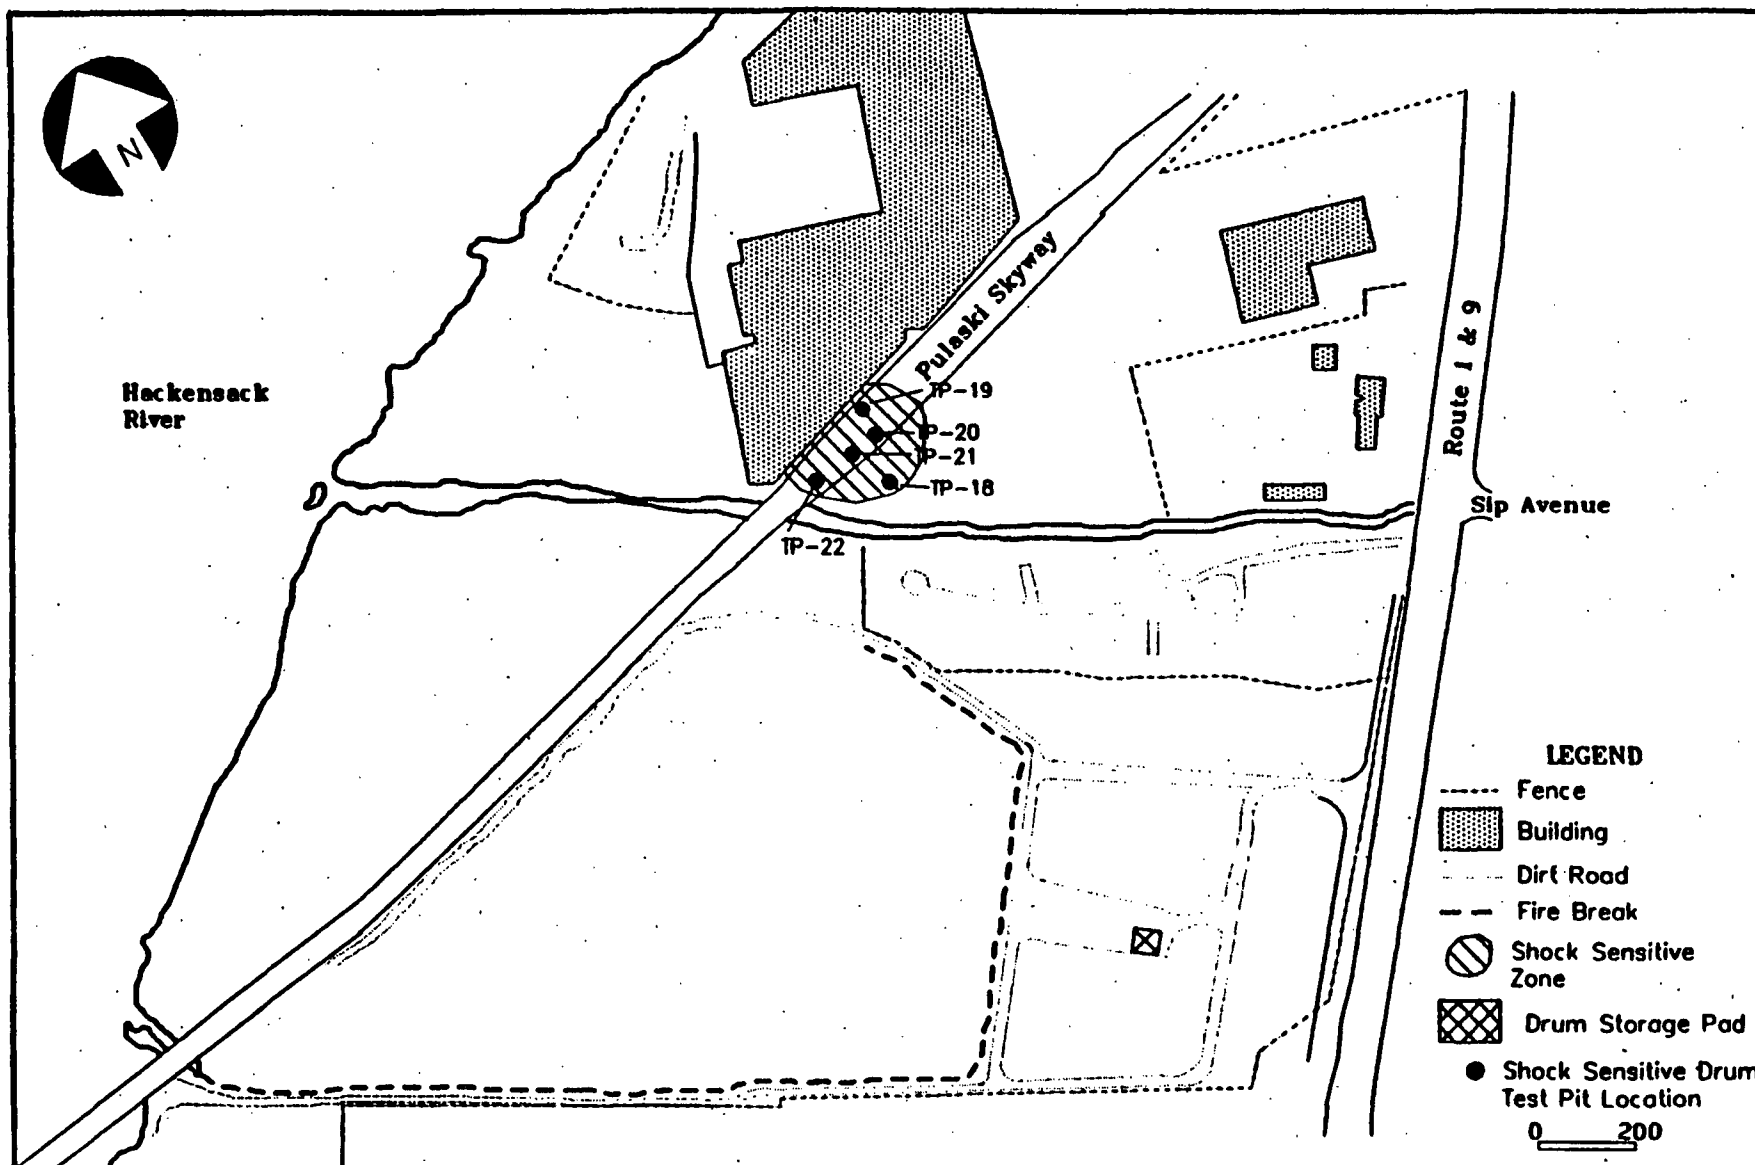 N
Pulaski Skyway
Hackensack
River
Route 1 & 9
TP-19
TP-20
TP-21
TP-18
Sip Avenue
TP-22
LEGEND
Fence
Building
Dirt Road
Fire Break
Shock Sensitive
Zone
Drum Storage Pad
Shock Sensitive Drum
Test Pit Location
0 200